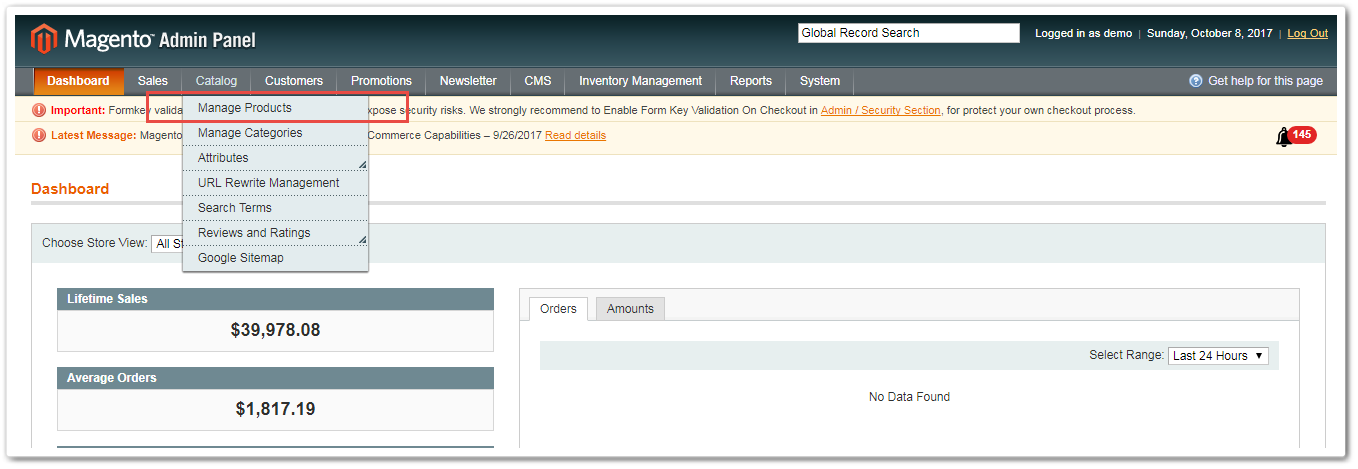 Magento™ Admin Panel
Global Record Search
Logged in as demo | Sunday, October 8, 2017 | Log Out
Dashboard Sales Catalog Customers Promotions Newsletter CMS Inventory Management Reports System
Get help for this page
Important: Formkey valida
xpose security risks. We strongly recommend to Enable Form Key Validation On Checkout in Admin / Security Section, for protect your own checkout process.
Latest Message: Magento
Commerce Capabilities – 9/26/2017 Read details
145
Manage Products
Manage Categories
Attributes
URL Rewrite Management
Search Terms
Reviews and Ratings
Google Sitemap
Dashboard
Choose Store View: All St
Lifetime Sales
$39,978.08
Average Orders
$1,817.19
Orders Amounts
Select Range: Last 24 Hours
No Data Found